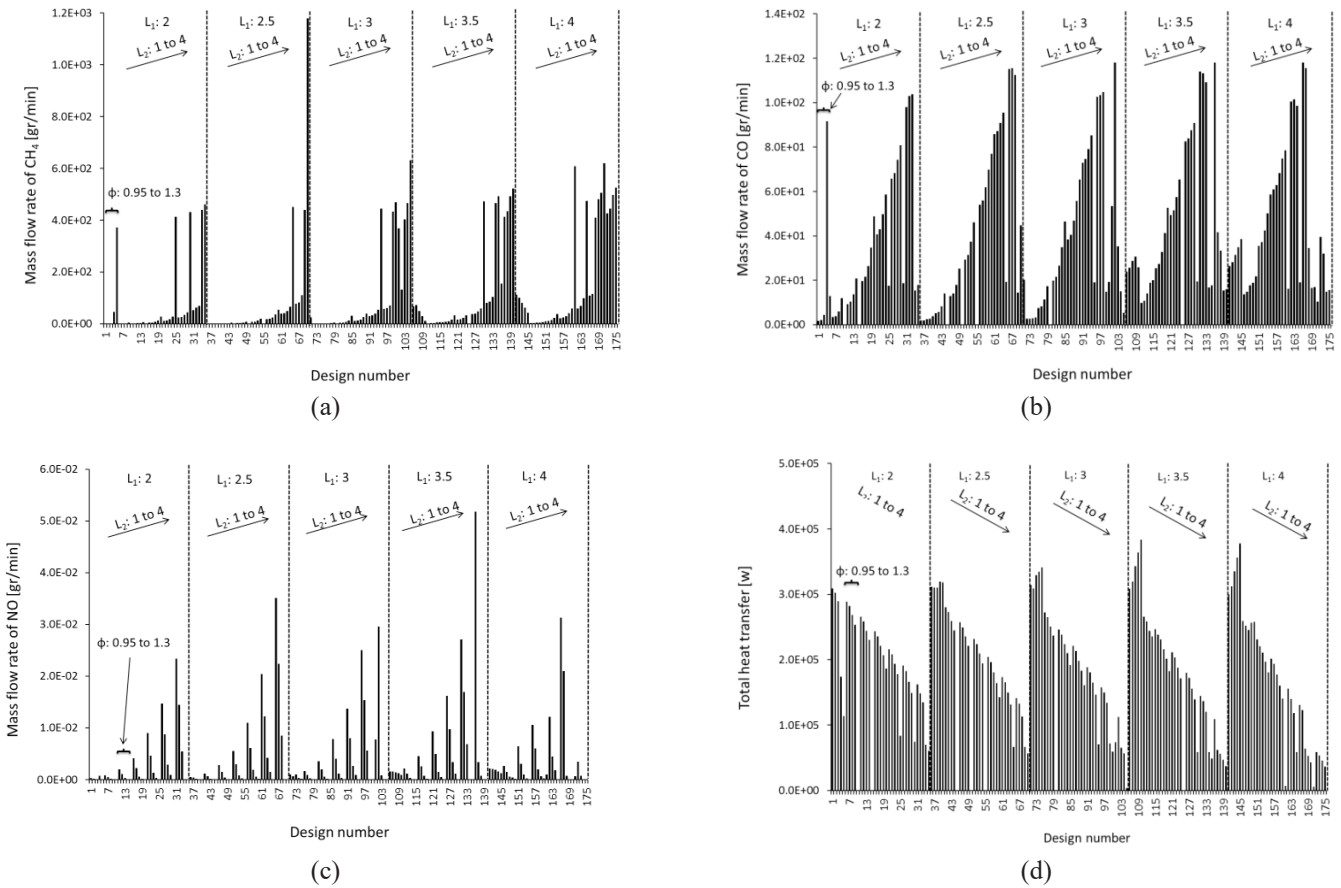 1.2E+03
1.0E+03
8.0E+02
6.0E+02
4.0E+02
2.0E+02
0.0E+00
Mass flow rate of CH4 [gr/min]
L1: 2
L1: 2.5
L1: 3
L1: 3.5
L1: 4
L2: 1 to 4
L2: 1 to 4
L2: 1 to 4
L2: 1 to 4
L2: 1 to 4
ϕ: 0.95 to 1.3
1 7 13 19 25 31 37 43 49 55 61 67 73 79 85 91 97 103 109 115 121 127 133 139 145 151 157 163 169 175
Design number
(a)
1.4E+02
1.2E+02
1.0E+02
8.0E+01
6.0E+01
4.0E+01
2.0E+01
0.0E+00
Mass flow rate of CO [gr/min]
L1: 2
L1: 2.5
L1: 3
L1: 3.5
L1: 4
L2: 1 to 4
L2: 1 to 4
L2: 1 to 4
L2: 1 to 4
L2: 1 to 4
ϕ: 0.95 to 1.3
1 7 13 19 25 31 37 43 49 55 61 67 73 79 85 91 97 103 109 115 121 127 133 139 145 151 157 163 169 175
Design number
(b)
6.0E-02
5.0E-02
4.0E-02
3.0E-02
2.0E-02
1.0E-02
0.0E+00
Mass flow rate of NO [gr/min]
L1: 2
L1: 2.5
L1: 3
L1: 3.5
L1: 4
L2: 1 to 4
L2: 1 to 4
L2: 1 to 4
L2: 1 to 4
L2: 1 to 4
ϕ: 0.95 to 1.3
1 7 13 19 25 31 37 43 49 55 61 67 73 79 85 91 97 103 109 115 121 127 133 139 145 151 157 163 169 175
Design number
(c)
5.0E+05
4.0E+05
3.0E+05
2.0E+05
1.0E+05
0.0E+00
Total heat transfer [w]
L1: 2
L1: 2.5
L1: 3
L1: 3.5
L1: 4
L2: 1 to 4
L2: 1 to 4
L2: 1 to 4
L2: 1 to 4
L2: 1 to 4
ϕ: 0.95 to 1.3
1 7 13 19 25 31 37 43 49 55 61 67 73 79 85 91 97 103 109 115 121 127 133 139 145 151 157 163 169 175
Design number
(d)